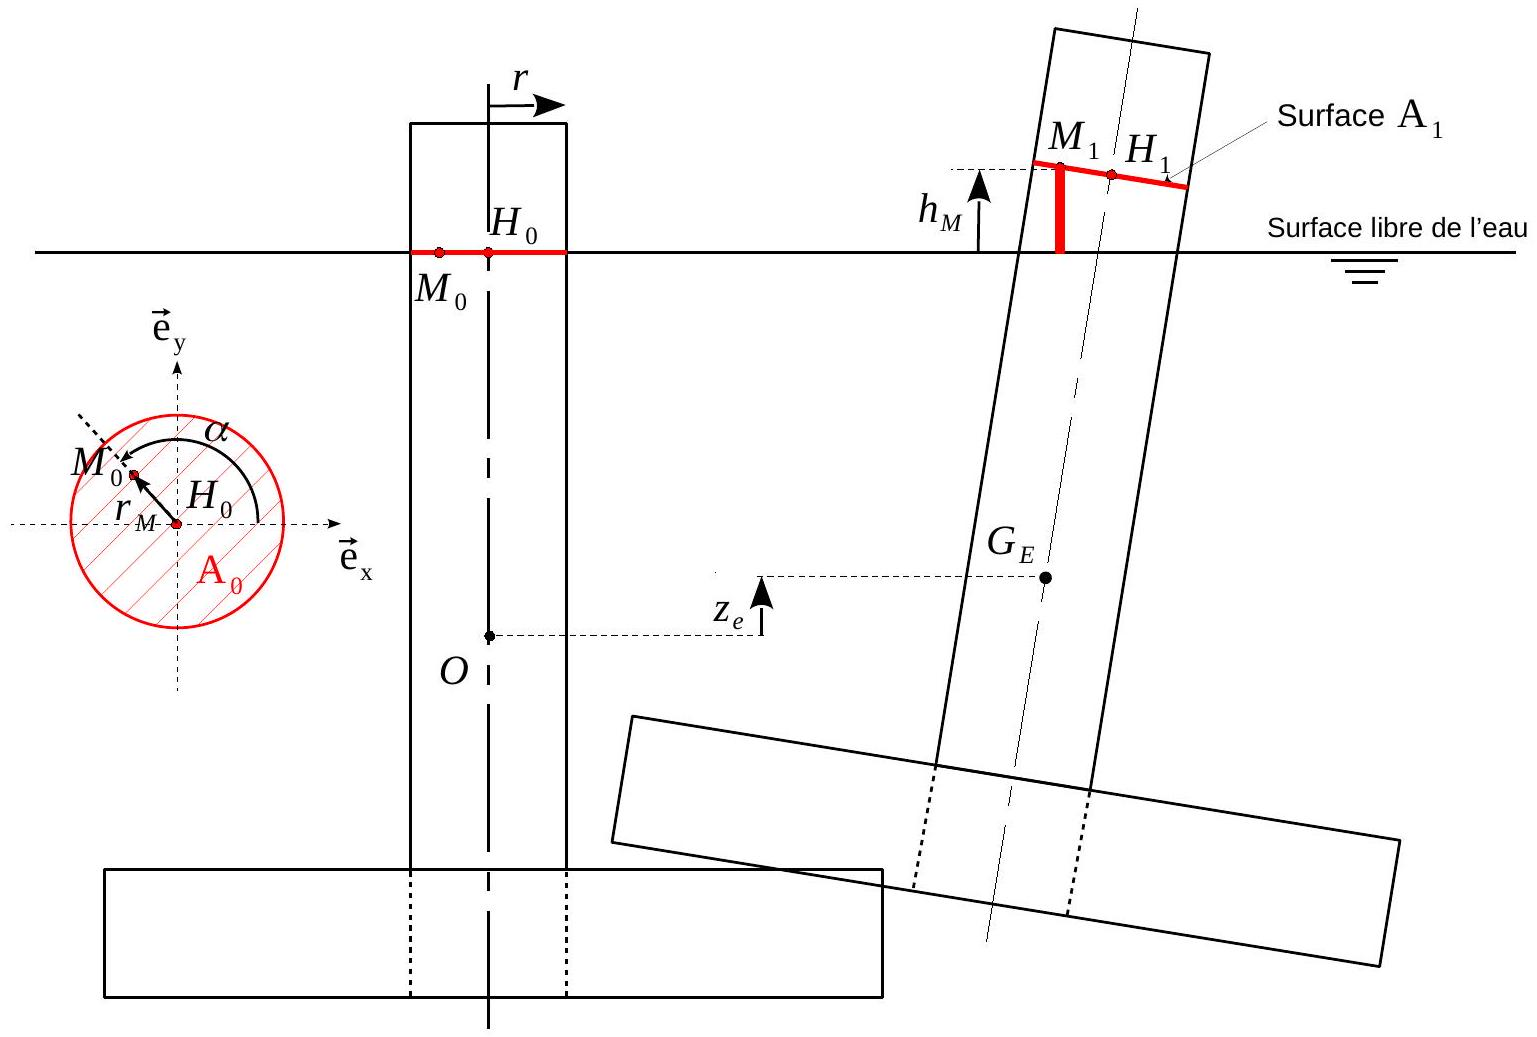 r
Surface A1
M1 H1
hM
H0
Surface libre de l'eau
M0
ey
α
M0
H0
rM
A0
ex
GE
ze
O